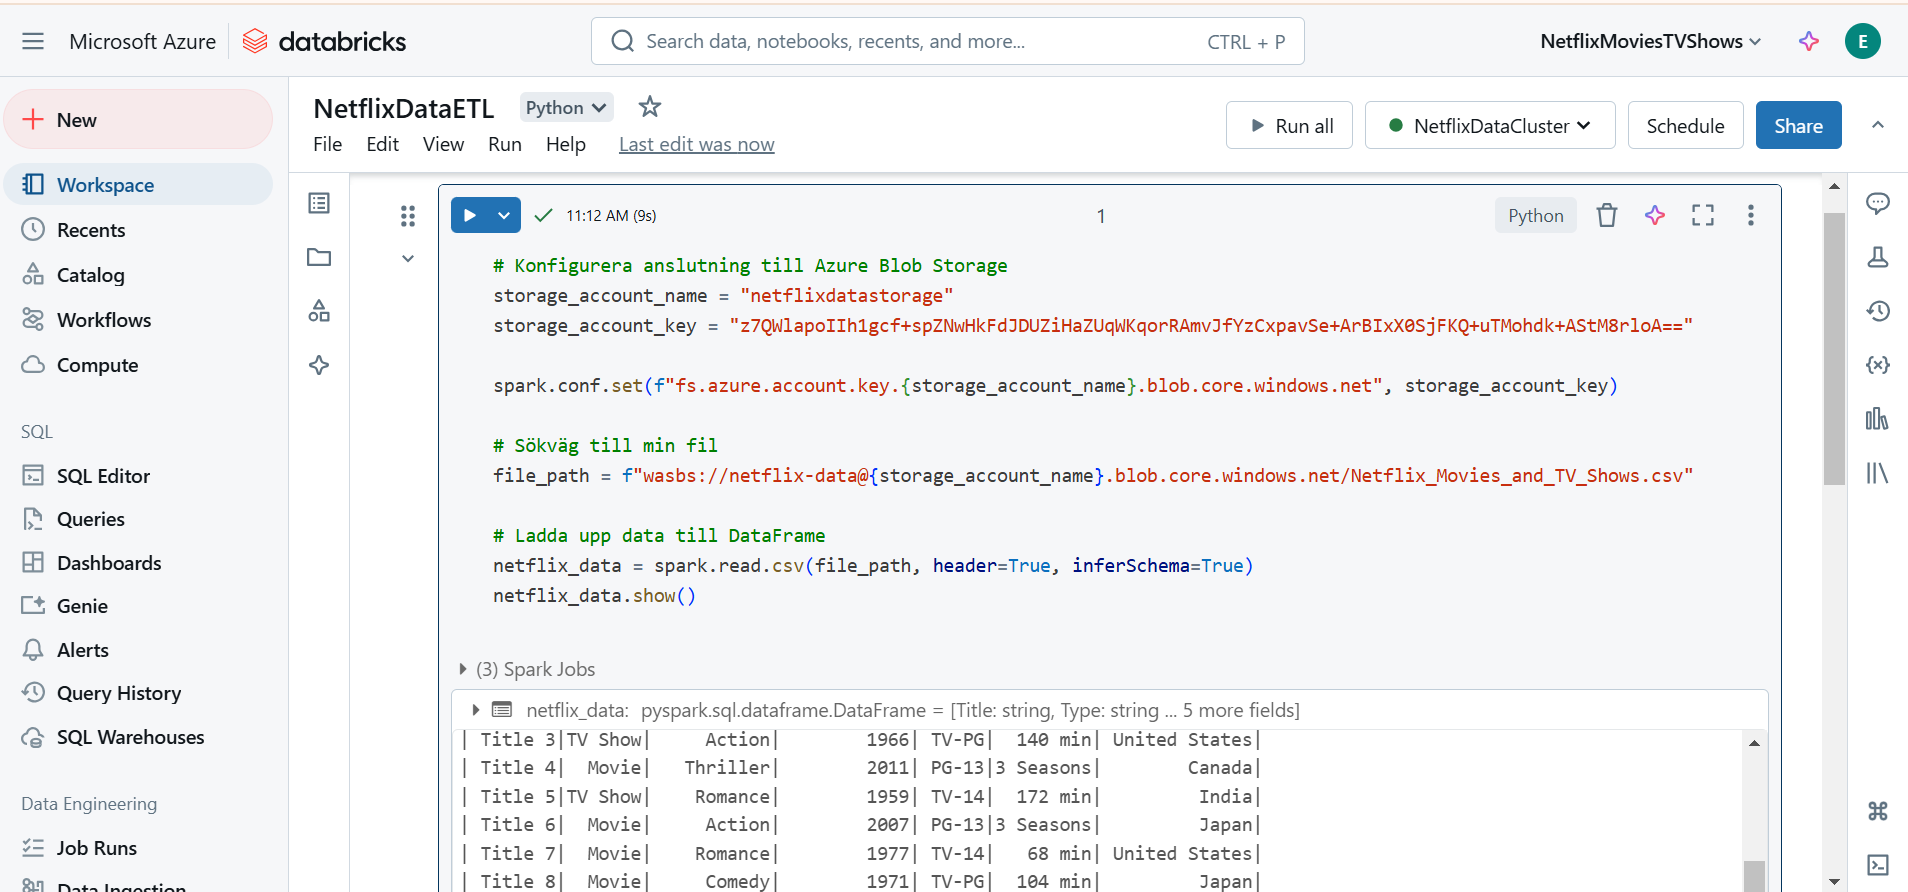 Microsoft Azure databricks Search data, notebooks, recents, and more... CTRL + P NetflixMoviesTVShows E
New
Workspace
Recents
Catalog
Workflows
Compute
SQL
SQL Editor
Queries
Dashboards
Genie
Alerts
Query History
SQL Warehouses
Data Engineering
Job Runs
Data Ingestion
NetflixDataETL Python
File Edit View Run Help Last edit was now
Run all NetflixDataCluster Schedule Share
11:12 AM (9s) 1 Python
# Konfigurera anslutning till Azure Blob Storage
storage_account_name = "netflixdatastorage"
storage_account_key = "z7QWlapoIIh1gcf+spZNwHkFdJDUZiHaZUqWKqorRAmvJfYzCxpavSe+ArBIxX0SjFKQ+uTMohdk+AStM8rloA=="
spark.conf.set(f"fs.azure.account.key.{storage_account_name}.blob.core.windows.net", storage_account_key)
# Sökväg till min fil
file_path = f"wasbs://netflix-data@{storage_account_name}.blob.core.windows.net/Netflix_Movies_and_TV_Shows.csv"
# Ladda upp data till DataFrame
netflix_data = spark.read.csv(file_path, header=True, inferSchema=True)
netflix_data.show()
(3) Spark Jobs
netflix_data: pyspark.sql.dataframe.DataFrame = [Title: string, Type: string ... 5 more fields]
| Title 3|TV Show| Action| 1966| TV-PG| 140 min| United States|
| Title 4| Movie| Thriller| 2011| PG-13|3 Seasons| Canada|
| Title 5|TV Show| Romance| 1959| TV-14| 172 min| India|
| Title 6| Movie| Action| 2007| PG-13|3 Seasons| Japan|
| Title 7| Movie| Romance| 1977| TV-14| 68 min| United States|
| Title 8| Movie| Comedy| 1971| TV-PG| 104 min| Japan|